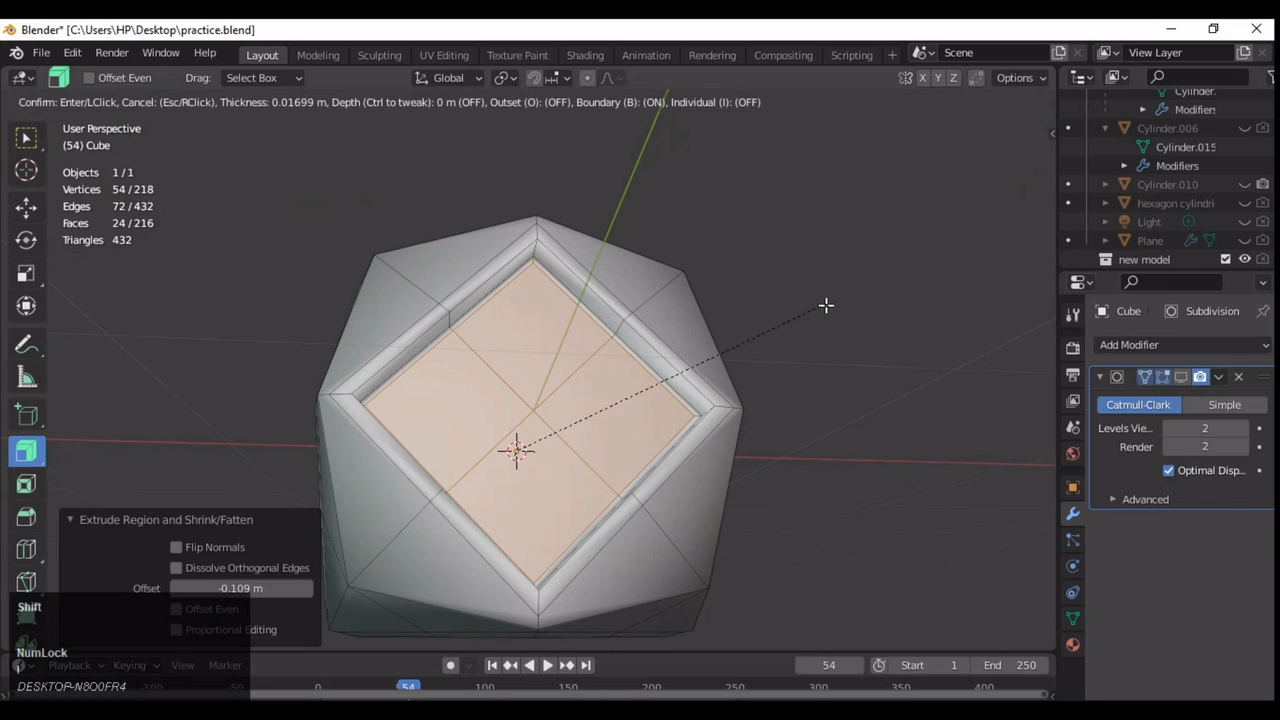 Blender* [C:\Users\HP\Desktop\practice.blend]
File Edit Render Window Help Layout Modeling Sculpting UV Editing Texture Paint Shading Animation Rendering Compositing Scripting + Scene View Layer
Offset Even Drag: Select Box Global X Y Z Options
Confirm: Enter/LClick, Cancel: (Esc/RClick), Thickness: 0.01699 m, Depth (Ctrl to tweak): 0 m (OFF), Outset (O): (OFF), Boundary (B): (ON), Individual (I): (OFF)
User Perspective
(54) Cube
Objects 1 / 1
Vertices 54 / 218
Edges 72 / 432
Faces 24 / 216
Triangles 432
Cylinder.
Modifiers
Cylinder.006
Cylinder.015
Modifiers
Cylinder.010
hexagon cylindri
Light
Plane
new model
Cube Subdivision
Add Modifier
Catmull-Clark Simple
Levels Vie... 2
Render 2
Optimal Disp...
Advanced
Extrude Region and Shrink/Fatten
Flip Normals
Dissolve Orthogonal Edges
Offset -0.109 m
Offset Even
Proportional Editing
Shift
NumLock
I
DESKTOP-N8O0FR4
Playback Keying View Marker 54 Start 1 End 250
-100 0 54 100 150 200 250 300 350 400